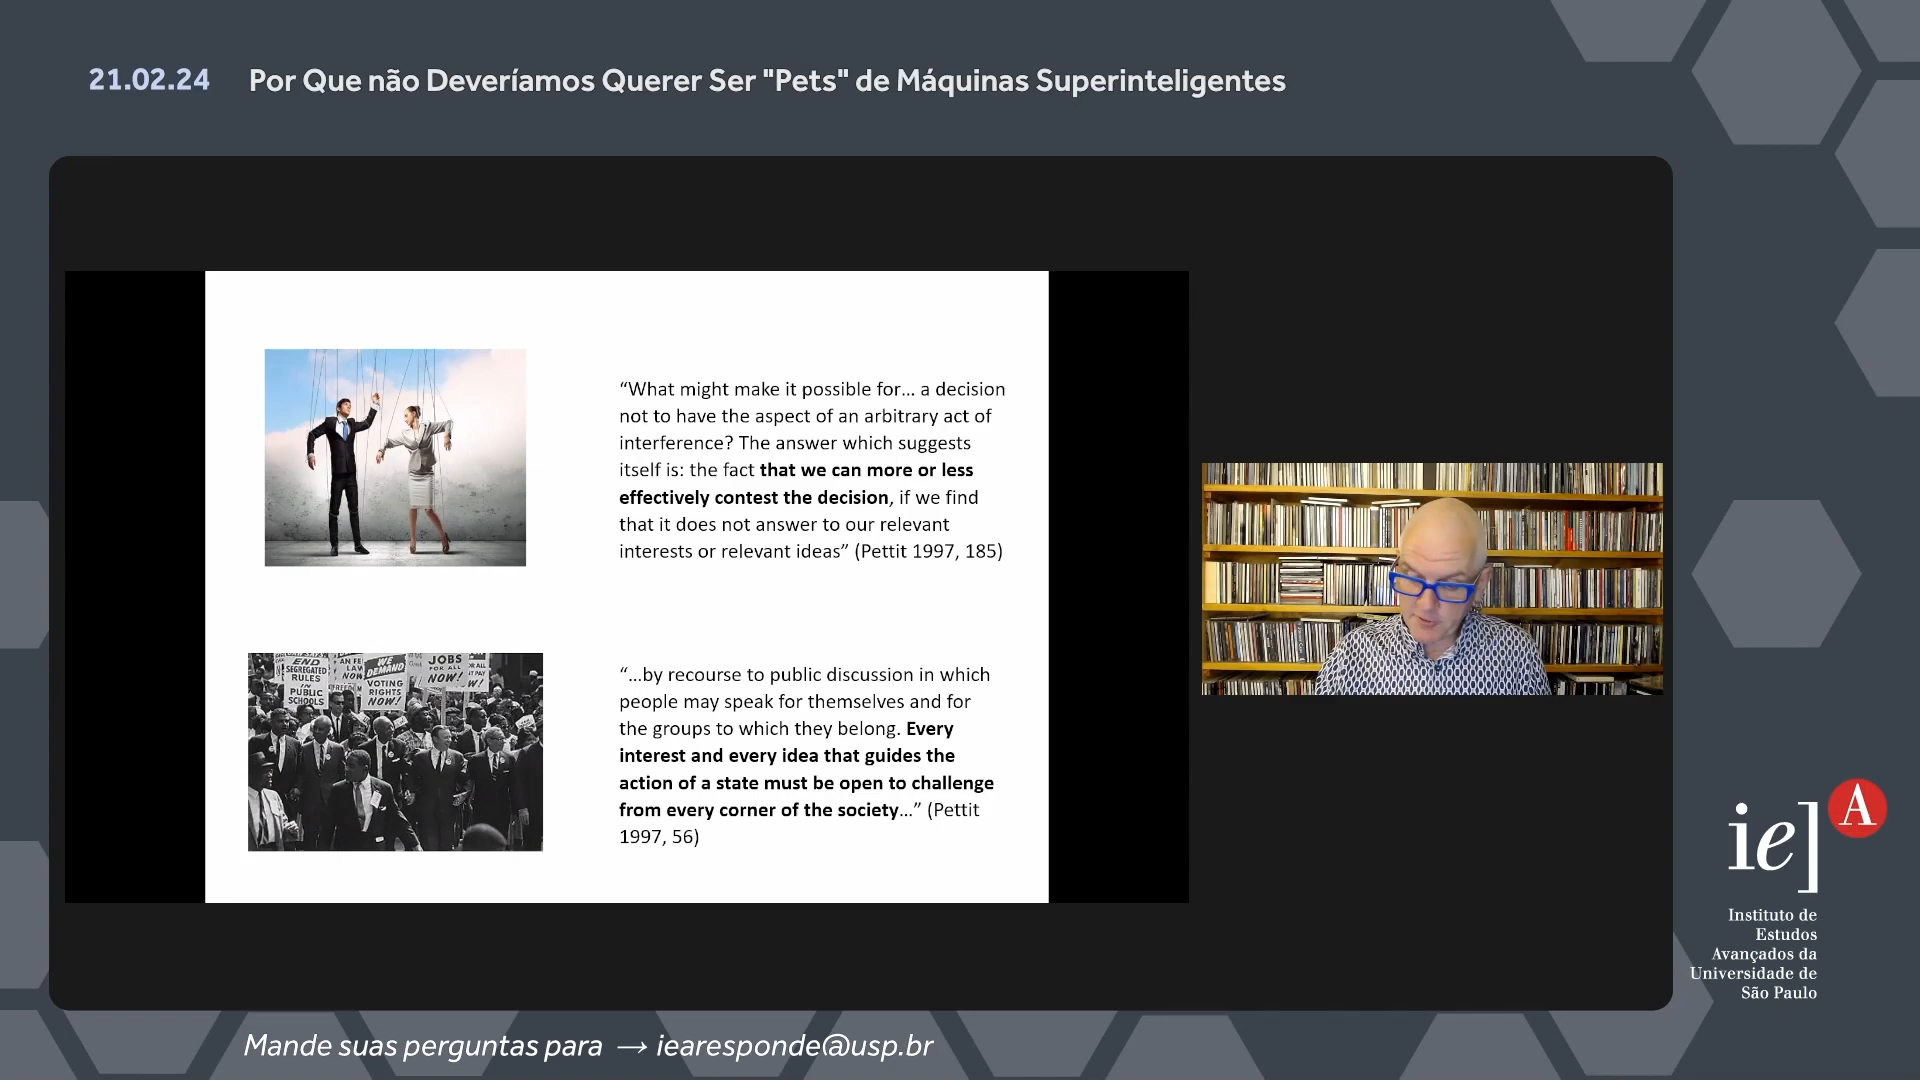 21.02.24 Por Que não Deveríamos Querer Ser "Pets" de Máquinas Superinteligentes
“What might make it possible for... a decision
not to have the aspect of an arbitrary act of
interference? The answer which suggests
itself is: the fact that we can more or less
effectively contest the decision, if we find
that it does not answer to our relevant
interests or relevant ideas” (Pettit 1997, 185)
END
SEGREGATED
RULES
IN
PUBLIC
SCHOOLS
WE
DEMAND
VOTING
RIGHTS
NOW!
JOBS
FOR ALL
NOW!
“...by recourse to public discussion in which
people may speak for themselves and for
the groups to which they belong. Every
interest and every idea that guides the
action of a state must be open to challenge
from every corner of the society...” (Pettit
1997, 56)
ie] A
Instituto de
Estudos
Avançados da
Universidade de
São Paulo
Mande suas perguntas para → iearesponde@usp.br